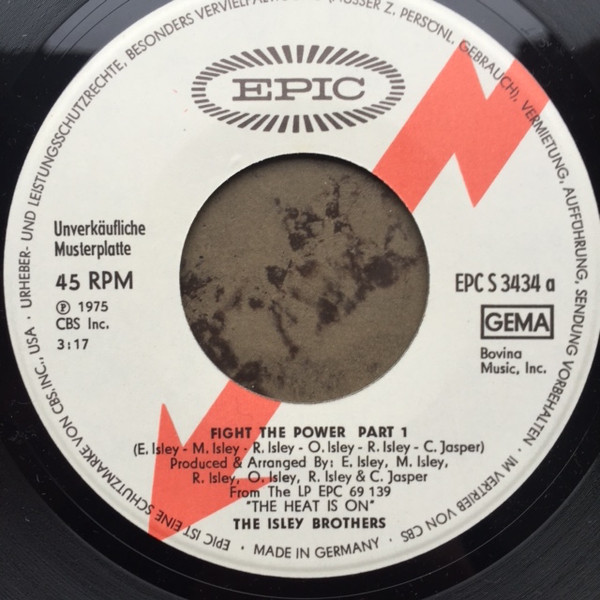 URHEBER- UND LEISTUNGSSCHUTZRECHTE, BESONDERS VERVIELFÄLTIGUNG (AUSSER Z. PERSÖNL. GEBRAUCH), VERMIETUNG, AUFFÜHRUNG, SENDUNG VORBEHALTEN · IM VERTRIEB VON CBS
EPIC
Unverkäufliche
Musterplatte
45 RPM
℗ 1975
CBS Inc.
3:17
EPC S 3434 a
GEMA
Bovina
Music, Inc.
FIGHT THE POWER PART 1
(E. Isley - M. Isley - R. Isley - O. Isley - R. Isley - C. Jasper)
Produced & Arranged By: E. Isley, M. Isley,
R. Isley, O. Isley, R. Isley & C. Jasper
From The LP EPC 69 139
"THE HEAT IS ON"
THE ISLEY BROTHERS
EPIC IST EINE SCHUTZMARKE VON CBS, INC., USA ·
· MADE IN GERMANY ·